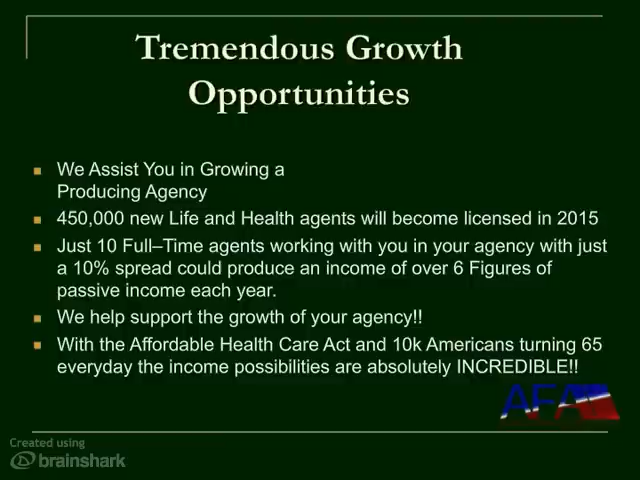 Tremendous Growth
Opportunities
We Assist You in Growing a
Producing Agency
450,000 new Life and Health agents will become licensed in 2015
Just 10 Full–Time agents working with you in your agency with just
a 10% spread could produce an income of over 6 Figures of
passive income each year.
We help support the growth of your agency!!
With the Affordable Health Care Act and 10k Americans turning 65
everyday the income possibilities are absolutely INCREDIBLE!!
AFA
Created using
brainshark